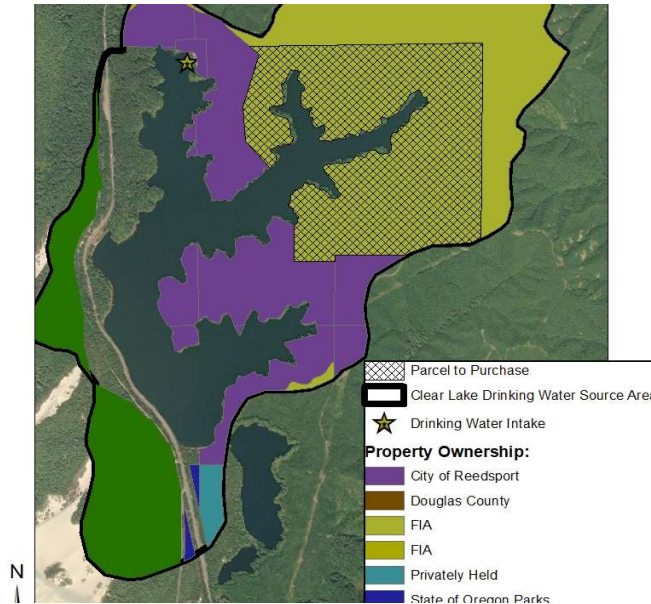 Parcel to Purchase
Clear Lake Drinking Water Source Area
Drinking Water Intake
Property Ownership:
City of Reedsport
Douglas County
FIA
FIA
Privately Held
State of Oregon Parks
N